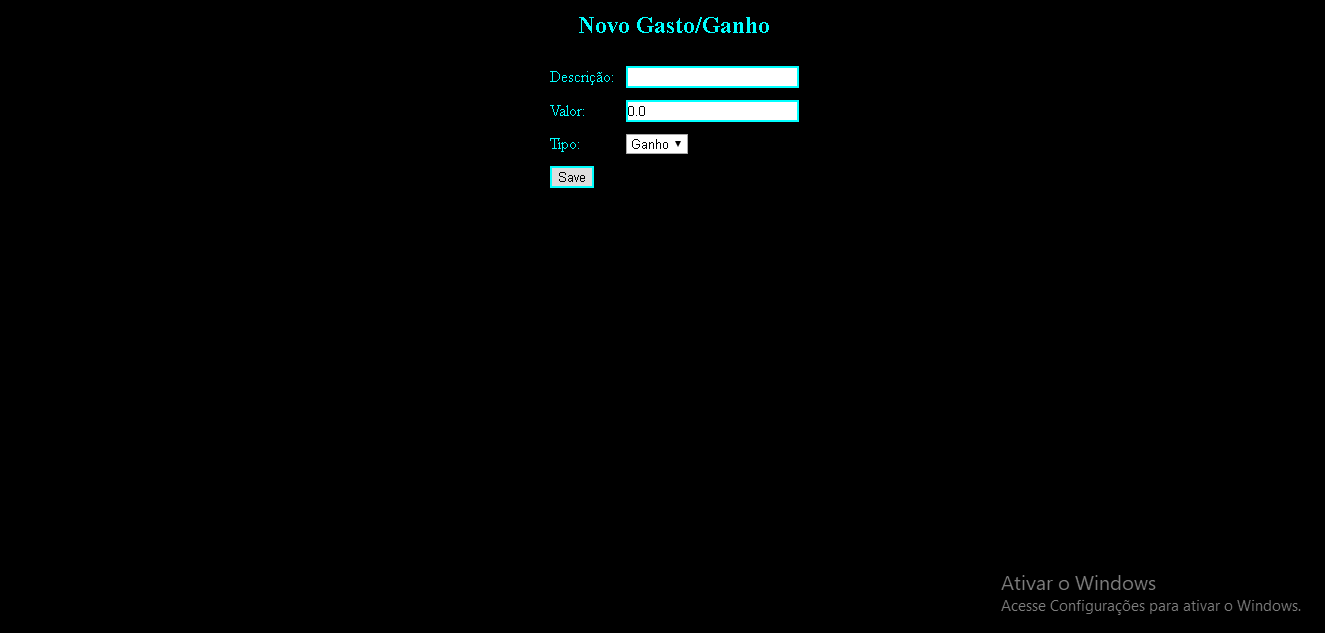 Novo Gasto/Ganho
Descrição:
Valor: 0.0
Tipo: Ganho
Save
Ativar o Windows
Acesse Configurações para ativar o Windows.